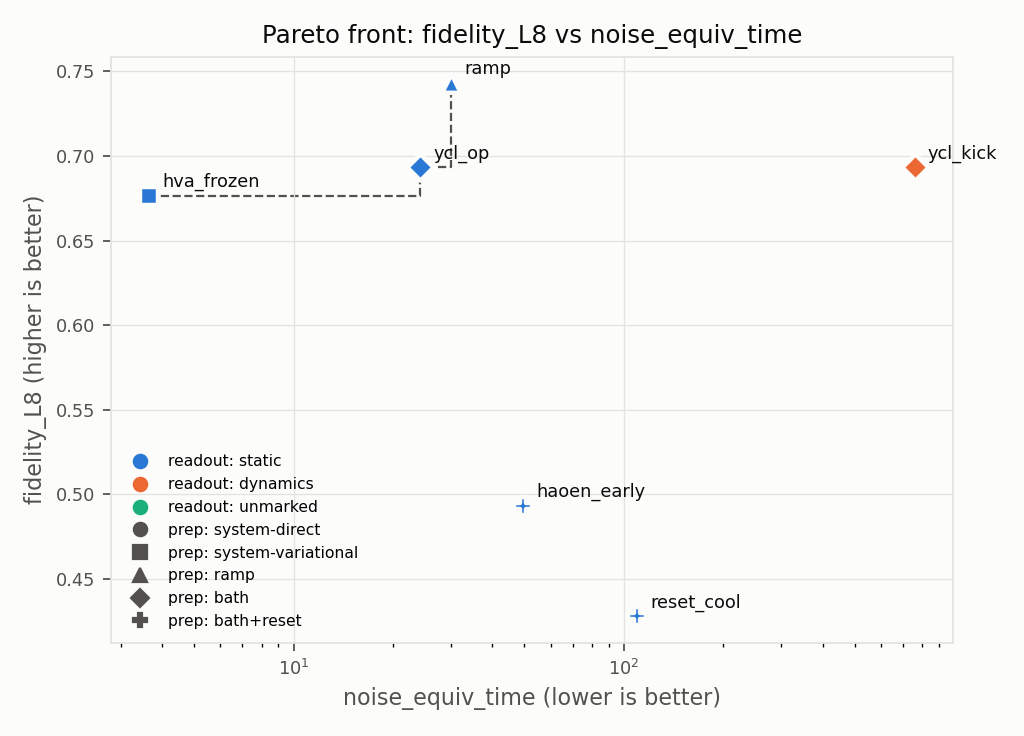 Pareto front: fidelity_L8 vs noise_equiv_time
fidelity_L8 (higher is better)
0.75
0.70
0.65
0.60
0.55
0.50
0.45
ramp
ycl_op
ycl_kick
hva_frozen
haoen_early
reset_cool
readout: static
readout: dynamics
readout: unmarked
prep: system-direct
prep: system-variational
prep: ramp
prep: bath
prep: bath+reset
10¹
10²
noise_equiv_time (lower is better)